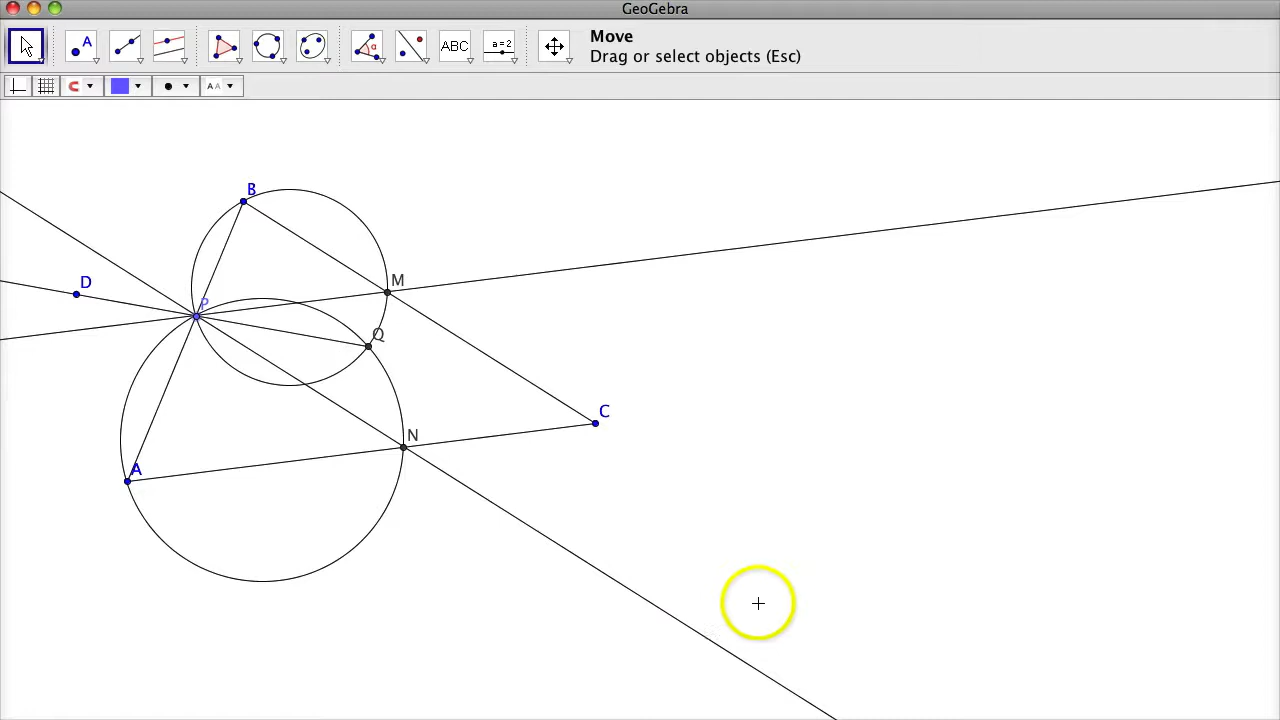 GeoGebra
A
α
ABC
a = 2
Move
Drag or select objects (Esc)
A A
B
D
M
P
Q
C
N
A